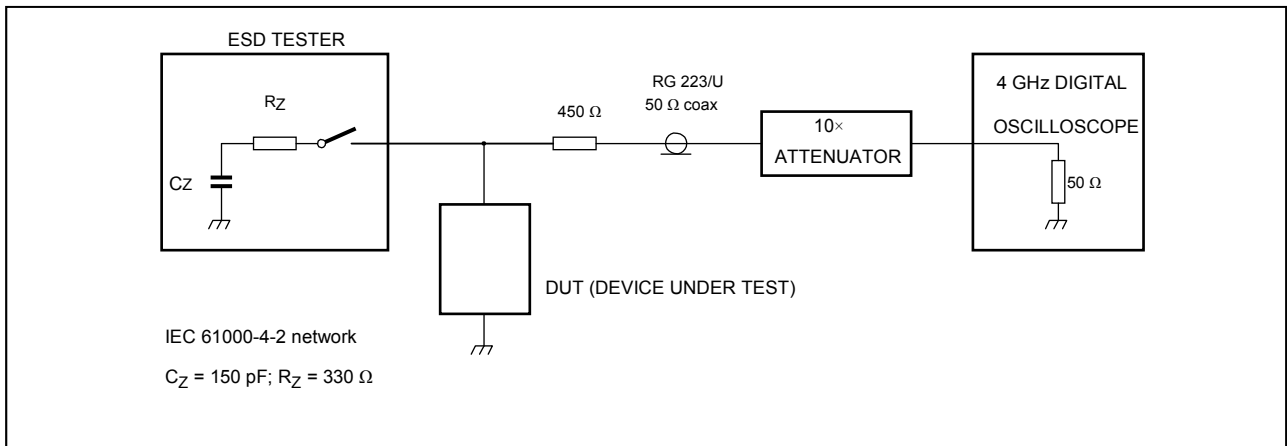 ESD TESTER
RZ
CZ
450 Ω
RG 223/U
50 Ω coax
10×
ATTENUATOR
4 GHz DIGITAL
OSCILLOSCOPE
50 Ω
DUT (DEVICE UNDER TEST)
IEC 61000-4-2 network
CZ = 150 pF; RZ = 330 Ω